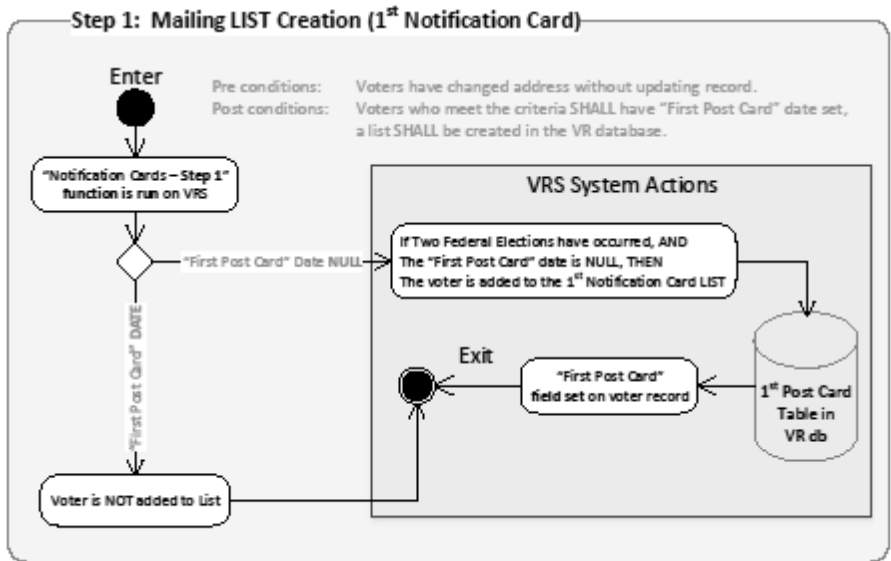 Step 1: Mailing LIST Creation (1st Notification Card)
Enter
Pre conditions: Voters have changed address without updating record.
Post conditions: Voters who meet the criteria SHALL have “First Post Card” date set,
a list SHALL be created in the VR database.
“Notification Cards – Step 1”
function is run on VRS
VRS System Actions
“First Post Card” Date NULL
If Two Federal Elections have occurred, AND
The “First Post Card” date is NULL, THEN
The voter is added to the 1st Notification Card LIST
“First Post Card” DATE
Exit
“First Post Card”
field set on voter record
1st Post Card
Table in
VR db
Voter is NOT added to List